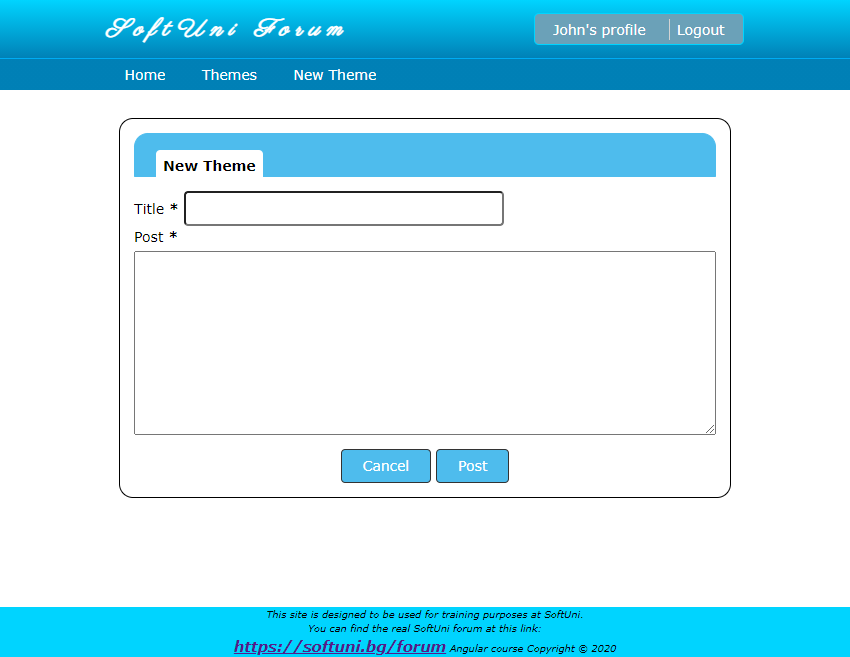 SoftUni Forum
John's profile Logout
Home Themes New Theme
New Theme
Title *
Post *
Cancel Post
This site is designed to be used for training purposes at SoftUni.
You can find the real SoftUni forum at this link:
https://softuni.bg/forum Angular course Copyright © 2020